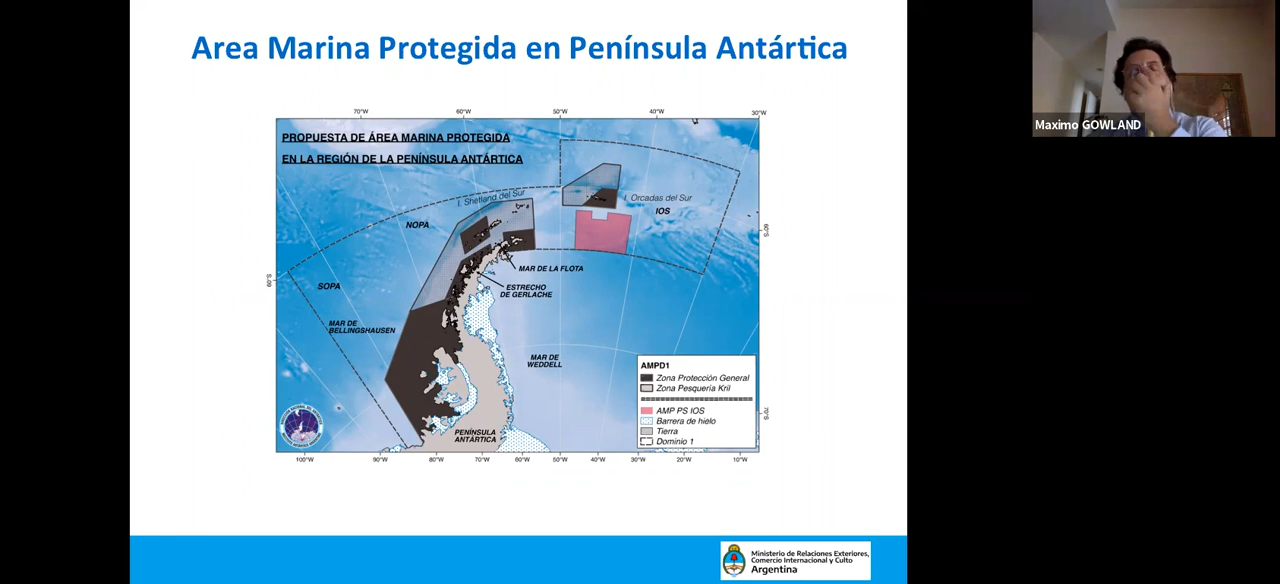 Area Marina Protegida en Península Antártica
Maximo GOWLAND
70°W 60°W 50°W 40°W 30°W
PROPUESTA DE ÁREA MARINA PROTEGIDA
EN LA REGIÓN DE LA PENÍNSULA ANTÁRTICA
I. Shetland del Sur
I. Orcadas del Sur
IOS
NOPA
60°S
MAR DE LA FLOTA
60°S
SOPA
ESTRECHO
DE GERLACHE
MAR DE
BELLINGSHAUSEN
MAR DE
WEDDELL
AMPD1
Zona Protección General
Zona Pesquería Kril
AMP PS IOS
Barrera de hielo
Tierra
Dominio 1
70°S
PENÍNSULA
ANTÁRTICA
100°W 90°W 80°W 70°W 60°W 50°W 40°W 30°W 20°W 10°W
Ministerio de Relaciones Exteriores,
Comercio Internacional y Culto
Argentina